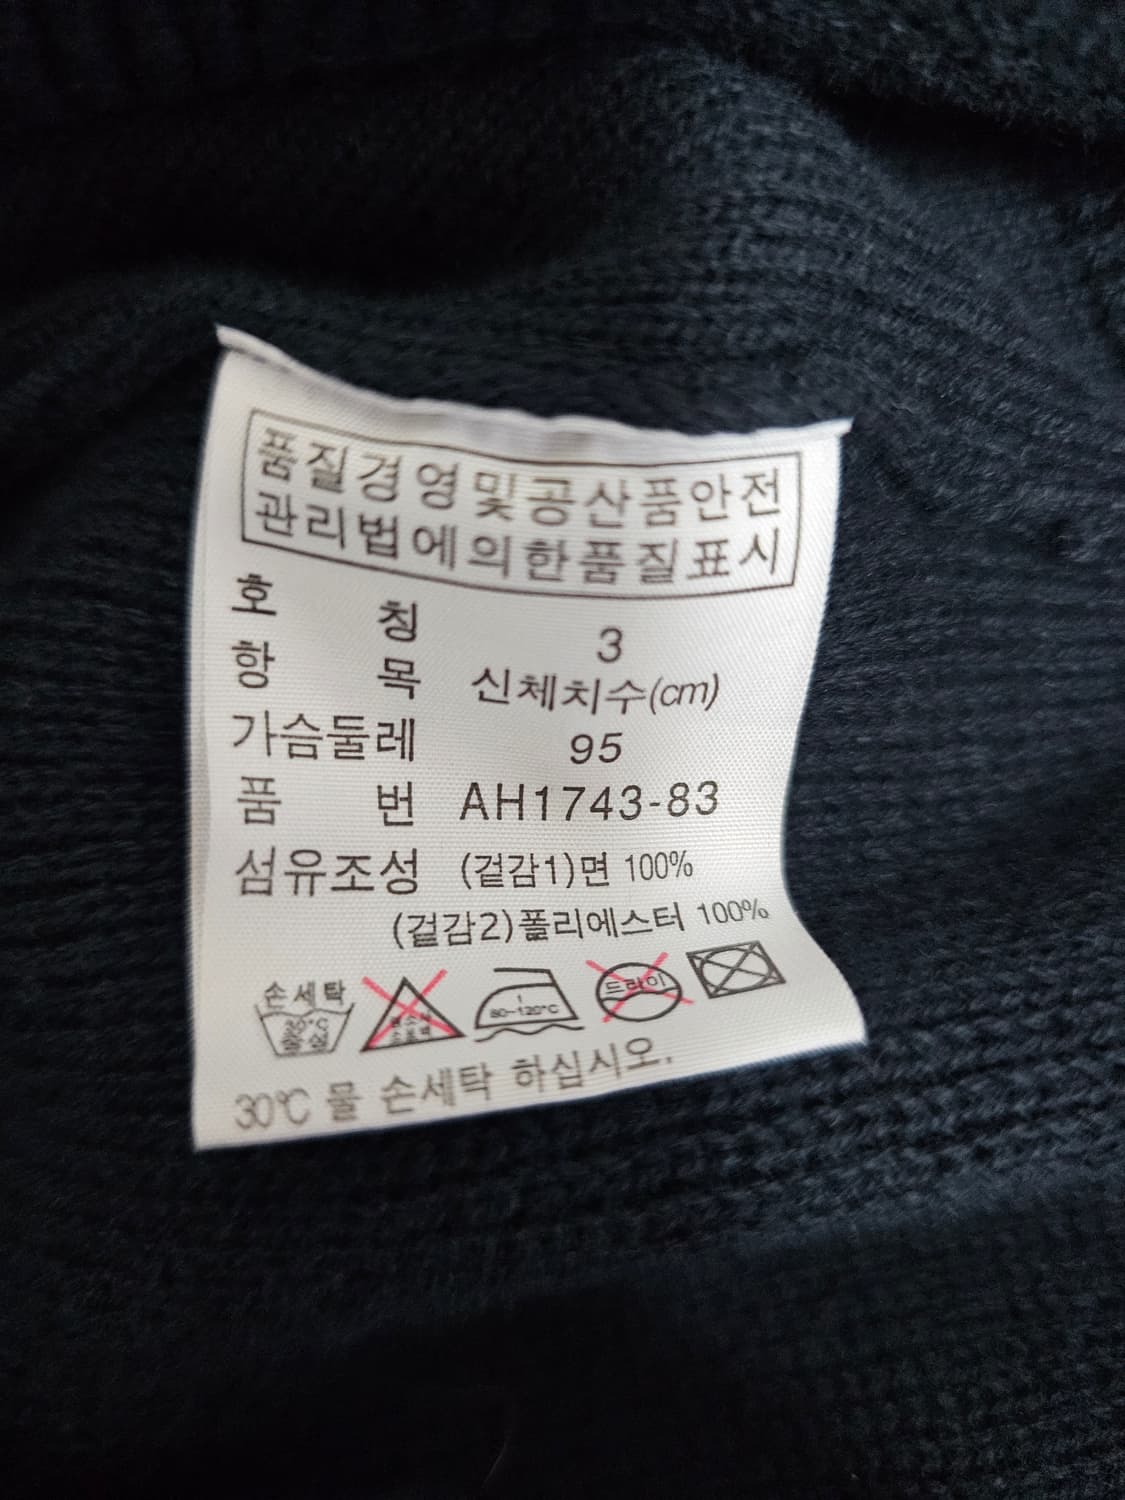 품질경영및공산품안전
관리법에의한품질표시
호 칭 3
항 목 신체치수(cm)
가슴둘레 95
품 번 AH1743-83
섬유조성 (겉감1)면 100%
(겉감2)폴리에스터 100%
손세탁 드라이
80~120°C
30℃ 물 손세탁 하십시오.